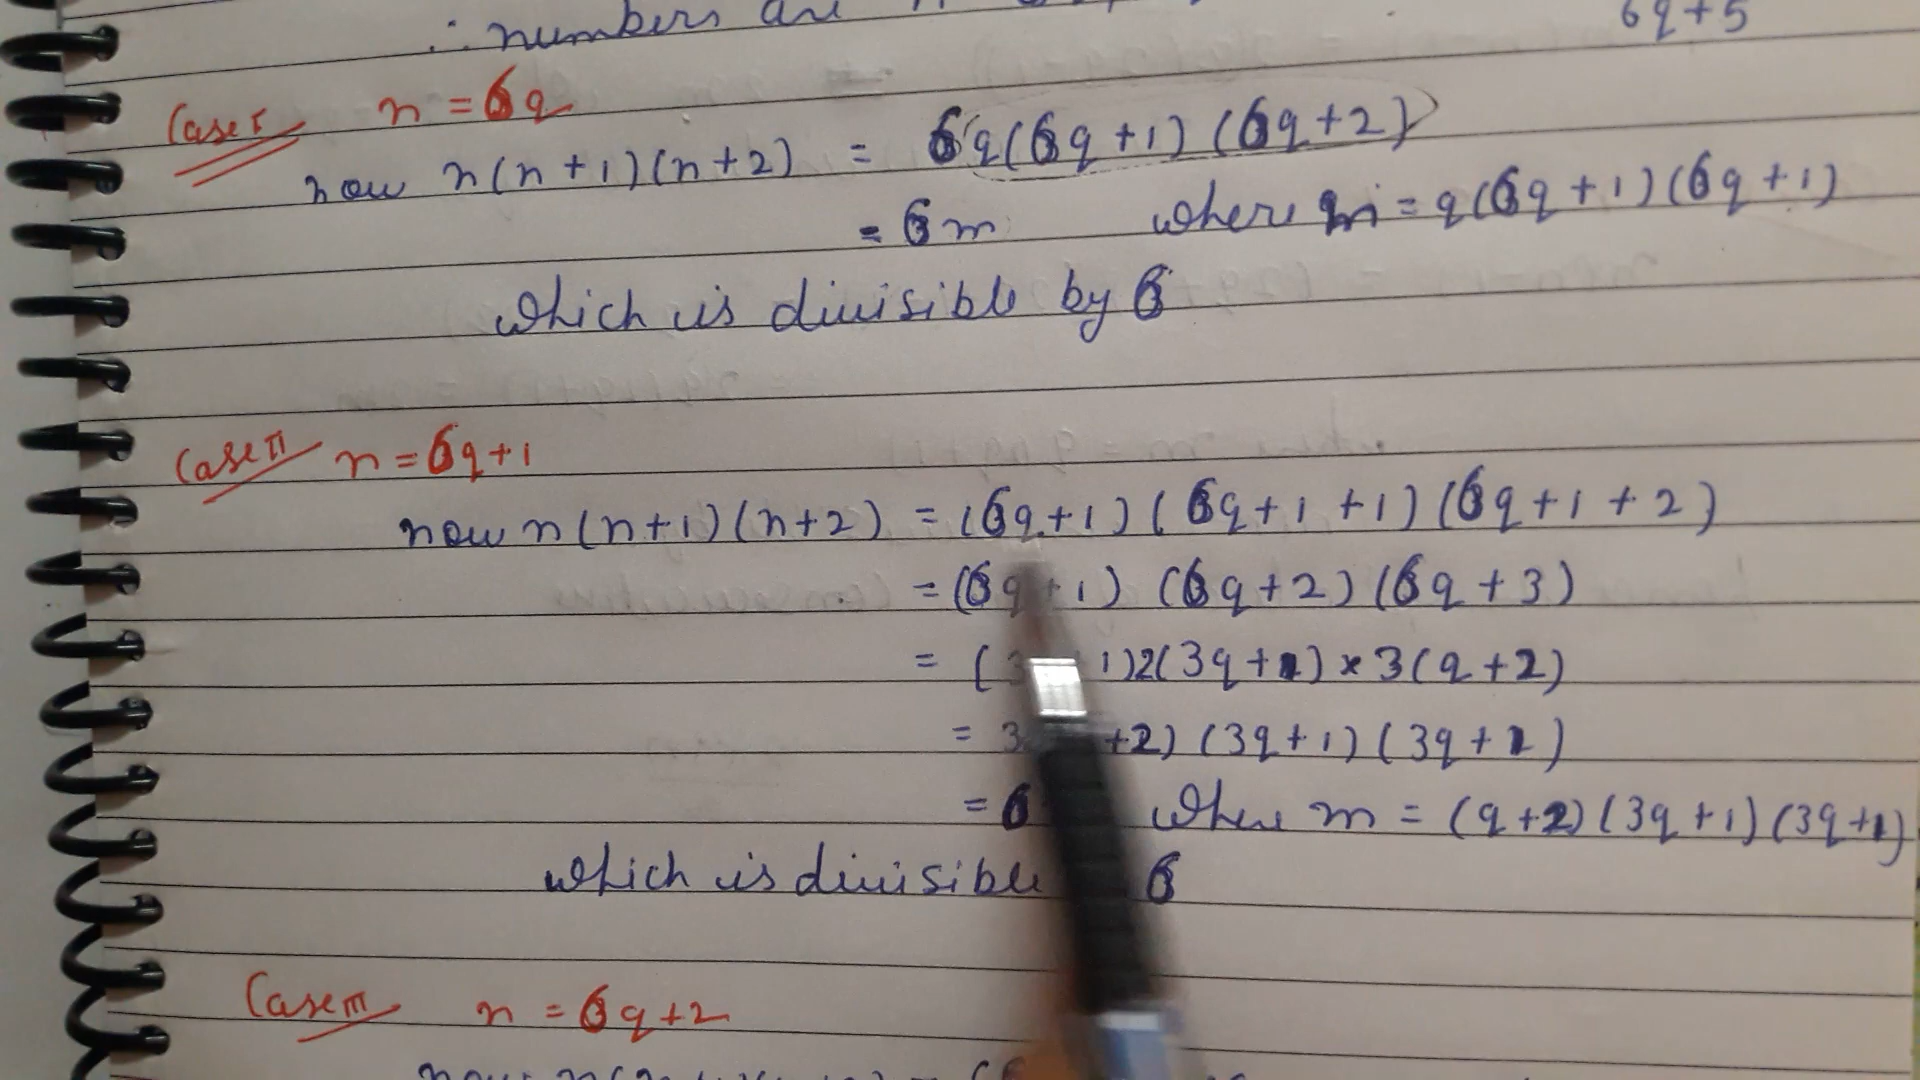 ∴ numbers are
6q+5
Case I n = 6q
now n(n+1)(n+2) = 6q(6q+1)(6q+2)
= 6m where m = q(6q+1)(6q+1)
which is divisible by 6
Case II n = 6q+1
now n(n+1)(n+2) = (6q+1)(6q+1+1)(6q+1+2)
= (6q+1) (6q+2)(6q+3)
= (3 1)2(3q+1)×3(q+2)
= 3 +2)(3q+1)(3q+1)
= 6 where m = (q+2)(3q+1)(3q+1)
which is divisible 6
Case III n = 6q+2